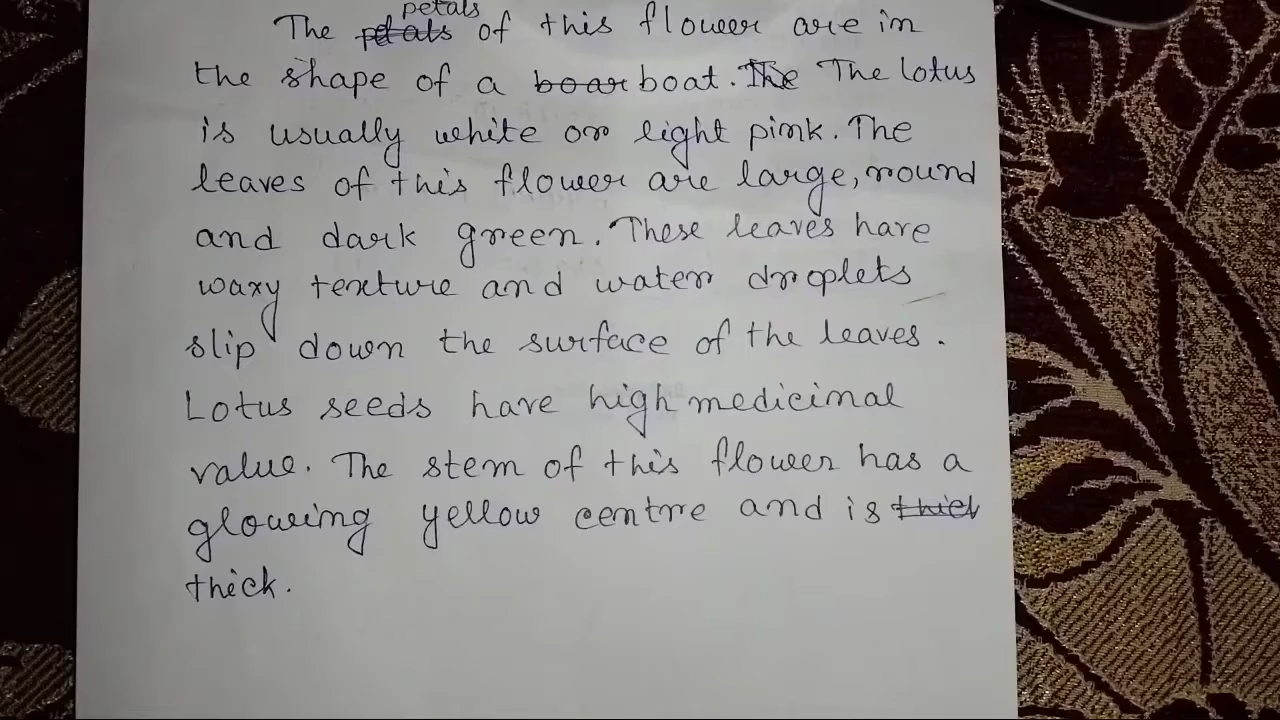 The petals of this flower are in
the shape of a boat. The lotus
is usually white or light pink. The
leaves of this flower are large, round
and dark green. These leaves have
waxy texture and water droplets
slip down the surface of the leaves.
Lotus seeds have high medicinal
value. The stem of this flower has a
glowing yellow centre and is
thick.